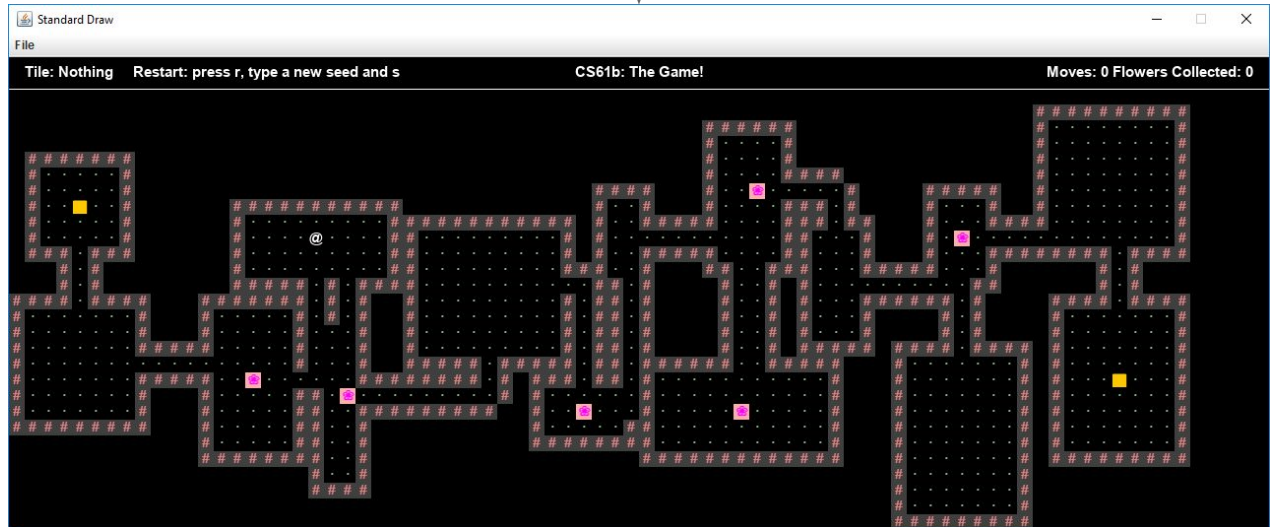 Standard Draw
File
Tile: Nothing Restart: press r, type a new seed and s CS61b: The Game! Moves: 0 Flowers Collected: 0
@